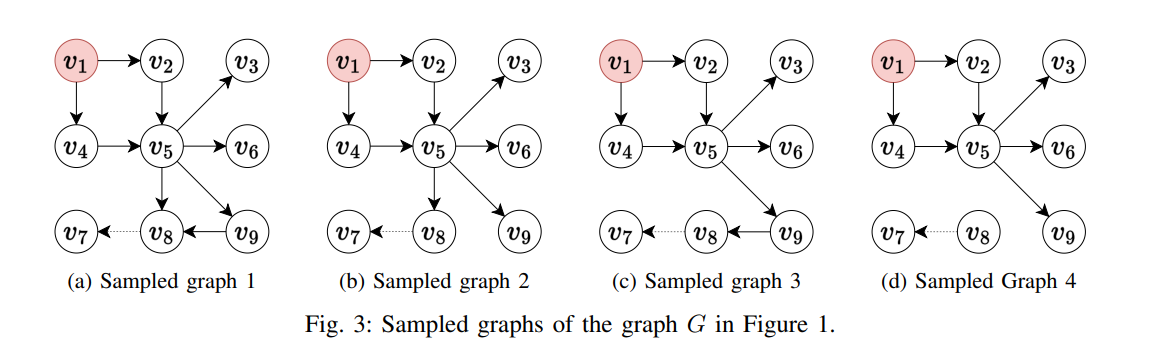 v1 v2 v3 v1 v2 v3 v1 v2 v3 v1 v2 v3
v4 v5 v6 v4 v5 v6 v4 v5 v6 v4 v5 v6
v7 v8 v9 v7 v8 v9 v7 v8 v9 v7 v8 v9
(a) Sampled graph 1 (b) Sampled graph 2 (c) Sampled graph 3 (d) Sampled Graph 4
Fig. 3: Sampled graphs of the graph G in Figure 1.